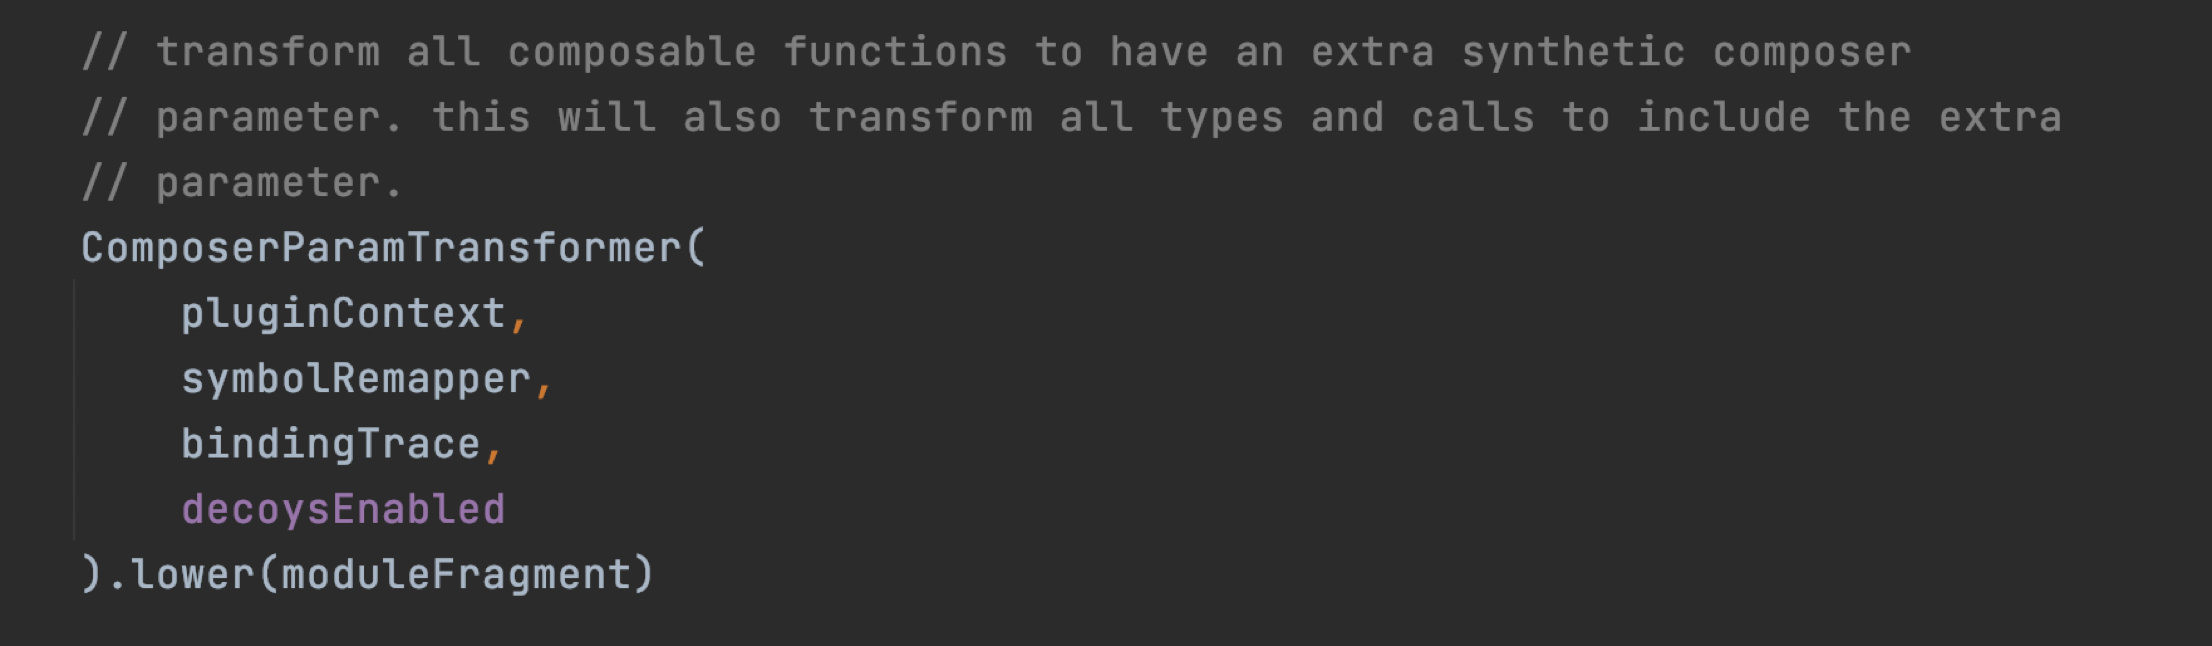 // transform all composable functions to have an extra synthetic composer
// parameter. this will also transform all types and calls to include the extra
// parameter.
ComposerParamTransformer(
    pluginContext,
    symbolRemapper,
    bindingTrace,
    decoysEnabled
).lower(moduleFragment)